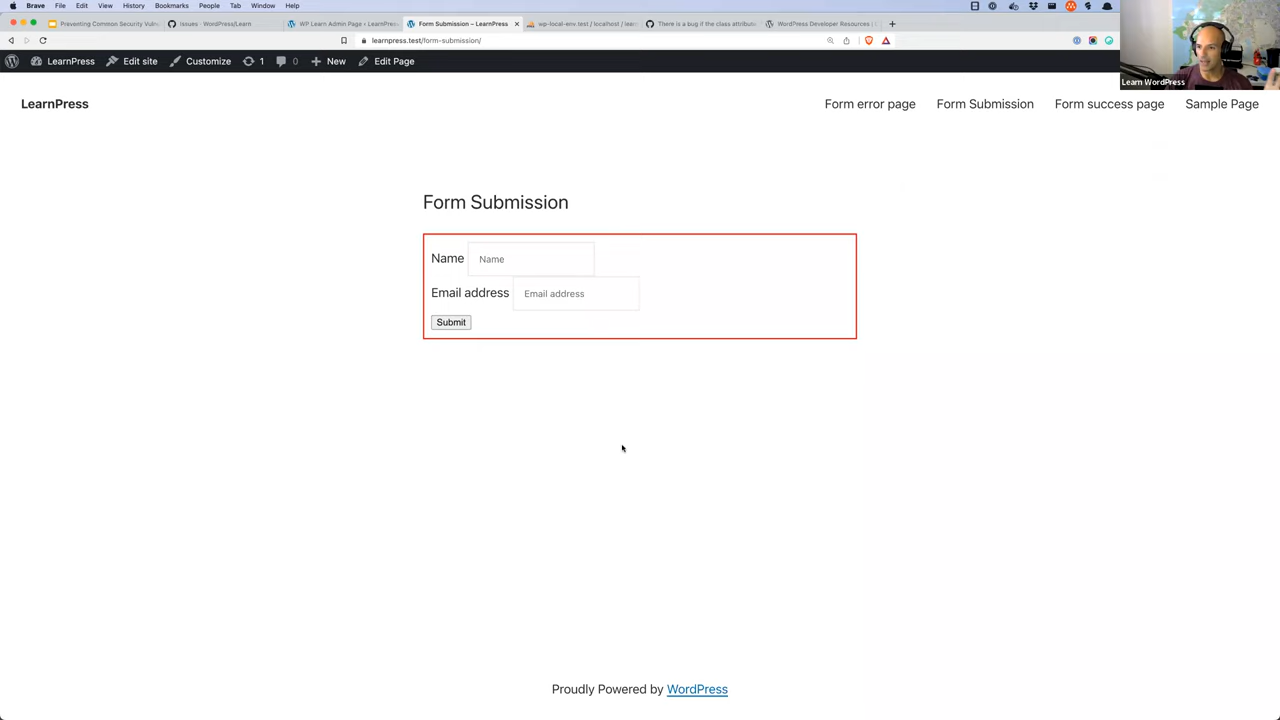 Brave File Edit View History Bookmarks People Tab Window Help
Preventing Common Security Vulne
Issues · WordPress/Learn
WP Learn Admin Page ‹ LearnPress
Form Submission – LearnPress
wp-local-env.test / localhost / learn
There is a bug if the class attribute
WordPress Developer Resources |
learnpress.test/form-submission/
LearnPress Edit site Customize 1 0 New Edit Page
Learn WordPress
LearnPress
Form error page Form Submission Form success page Sample Page
Form Submission
Name Name
Email address Email address
Submit
Proudly Powered by WordPress